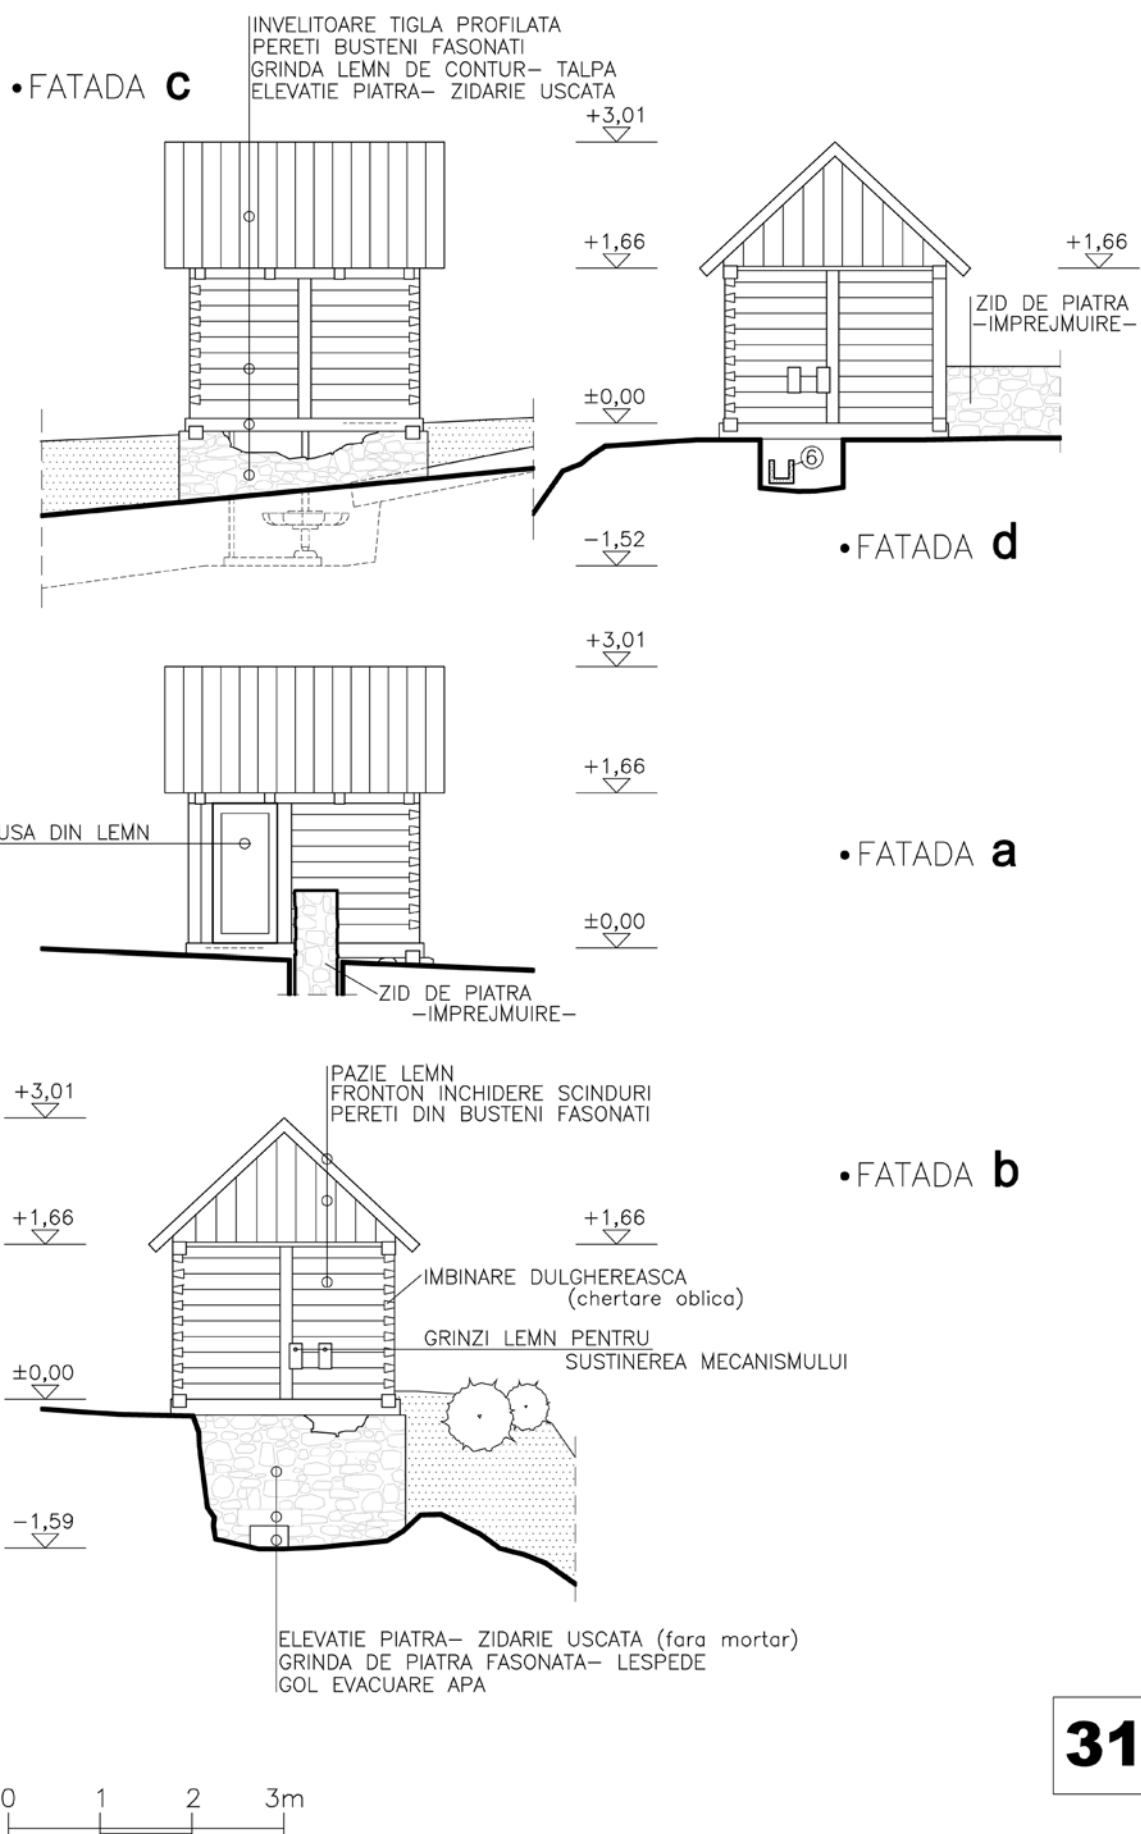 INVELITOARE TIGLA PROFILATA
PERETI BUSTENI FASONATI
GRINDA LEMN DE CONTUR– TALPA
ELEVATIE PIATRA– ZIDARIE USCATA
•FATADA c
+3,01
+1,66
+1,66
ZID DE PIATRA
–IMPREJMUIRE–
±0,00
6
–1,52
•FATADA d
+3,01
+1,66
USA DIN LEMN
•FATADA a
±0,00
ZID DE PIATRA
–IMPREJMUIRE–
PAZIE LEMN
FRONTON INCHIDERE SCINDURI
PERETI DIN BUSTENI FASONATI
+3,01
•FATADA b
+1,66
+1,66
IMBINARE DULGHEREASCA
(chertare oblica)
GRINZI LEMN PENTRU
SUSTINEREA MECANISMULUI
±0,00
–1,59
ELEVATIE PIATRA– ZIDARIE USCATA (fara mortar)
GRINDA DE PIATRA FASONATA– LESPEDE
GOL EVACUARE APA
31
0 1 2 3m